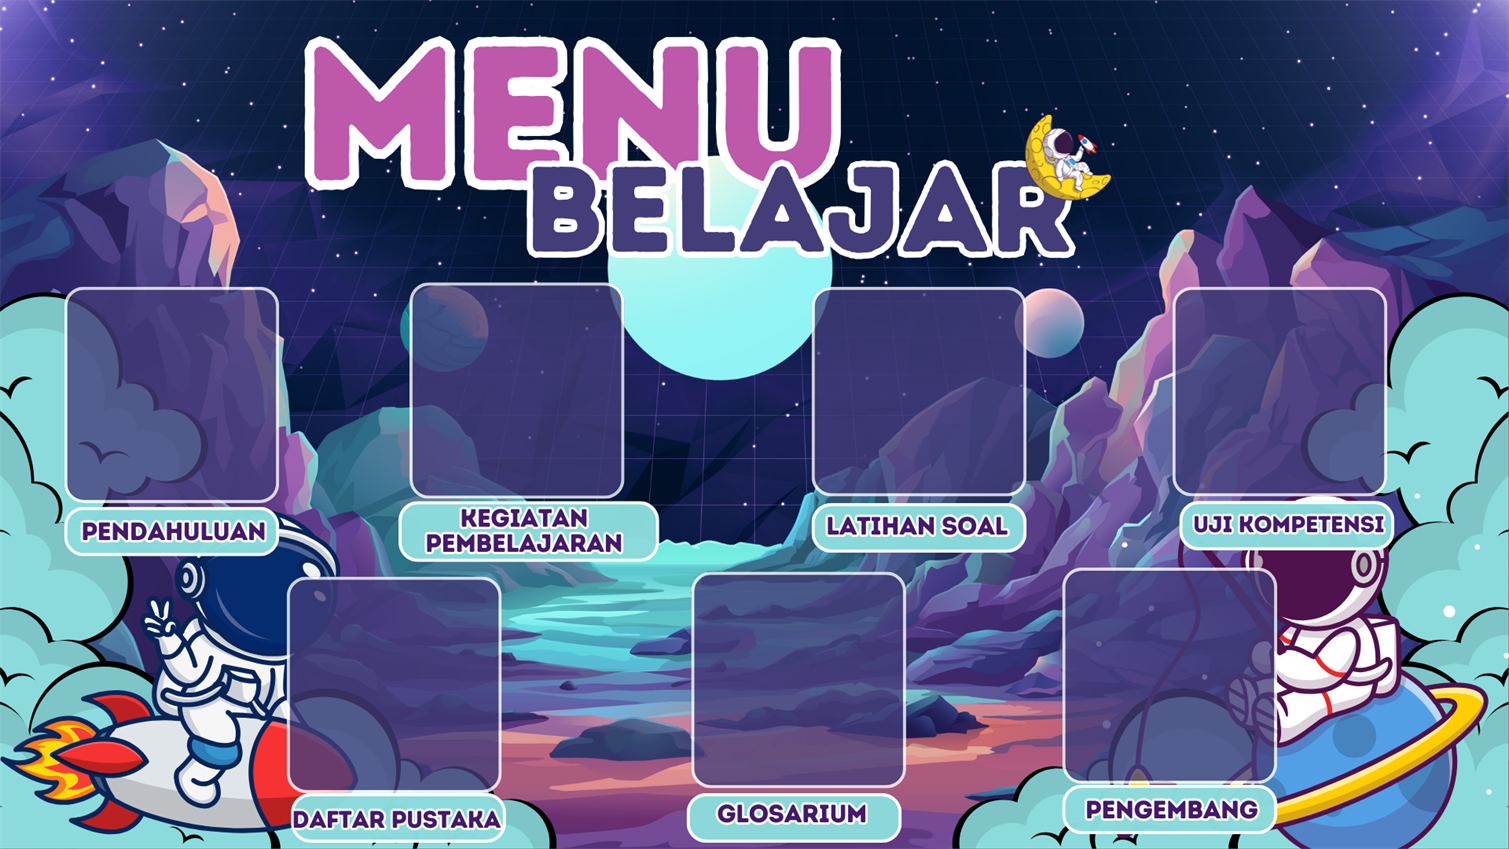 MENU
BELAJAR
PENDAHULUAN
KEGIATAN
PEMBELAJARAN
LATIHAN SOAL
UJI KOMPETENSI
DAFTAR PUSTAKA
GLOSARIUM
PENGEMBANG